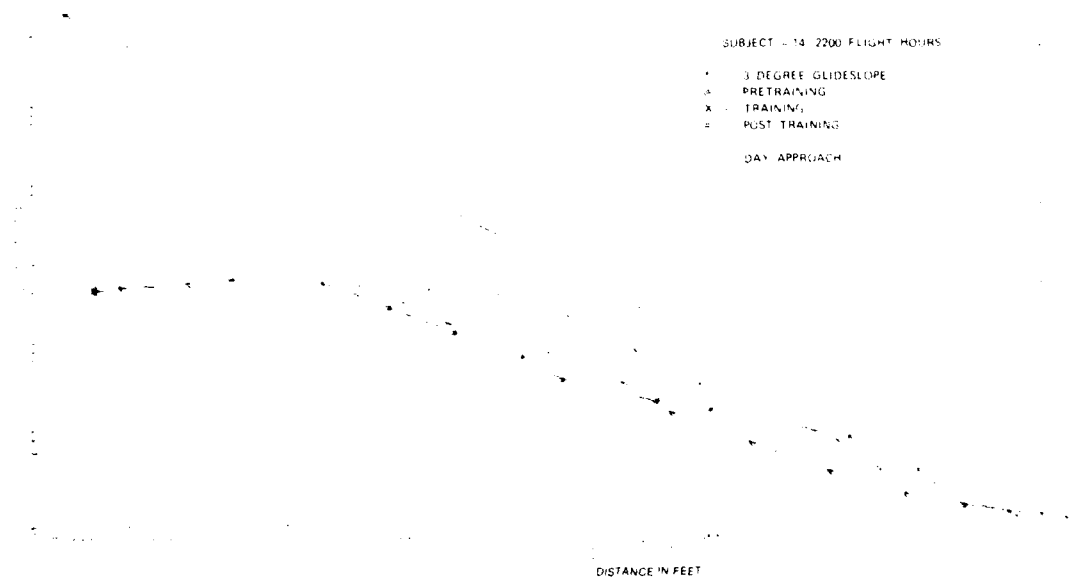 SUBJECT - 14 2200 FLIGHT HOURS
3 DEGREE GLIDESLOPE
PRETRAINING
X - TRAINING
POST TRAINING
DAY APPROACH
DISTANCE IN FEET